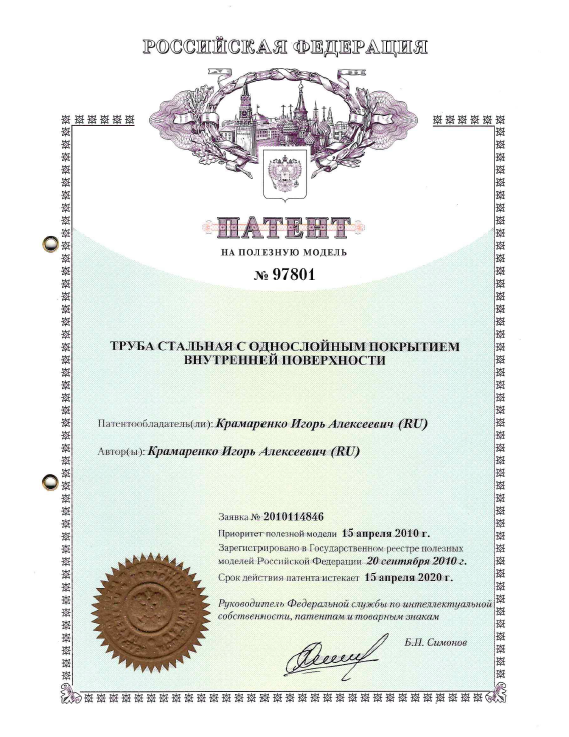 РОССИЙСКАЯ ФЕДЕРАЦИЯ
ПАТЕНТ
НА ПОЛЕЗНУЮ МОДЕЛЬ
№ 97801
ТРУБА СТАЛЬНАЯ С ОДНОСЛОЙНЫМ ПОКРЫТИЕМ
ВНУТРЕННЕЙ ПОВЕРХНОСТИ
Патентообладатель(ли): Крамаренко Игорь Алексеевич (RU)
Автор(ы): Крамаренко Игорь Алексеевич (RU)
Заявка № 2010114846
Приоритет полезной модели 15 апреля 2010 г.
Зарегистрировано в Государственном реестре полезных
моделей Российской Федерации 20 сентября 2010 г.
Срок действия патента истекает 15 апреля 2020 г.
Руководитель Федеральной службы по интеллектуальной
собственности, патентам и товарным знакам
Б.П. Симонов